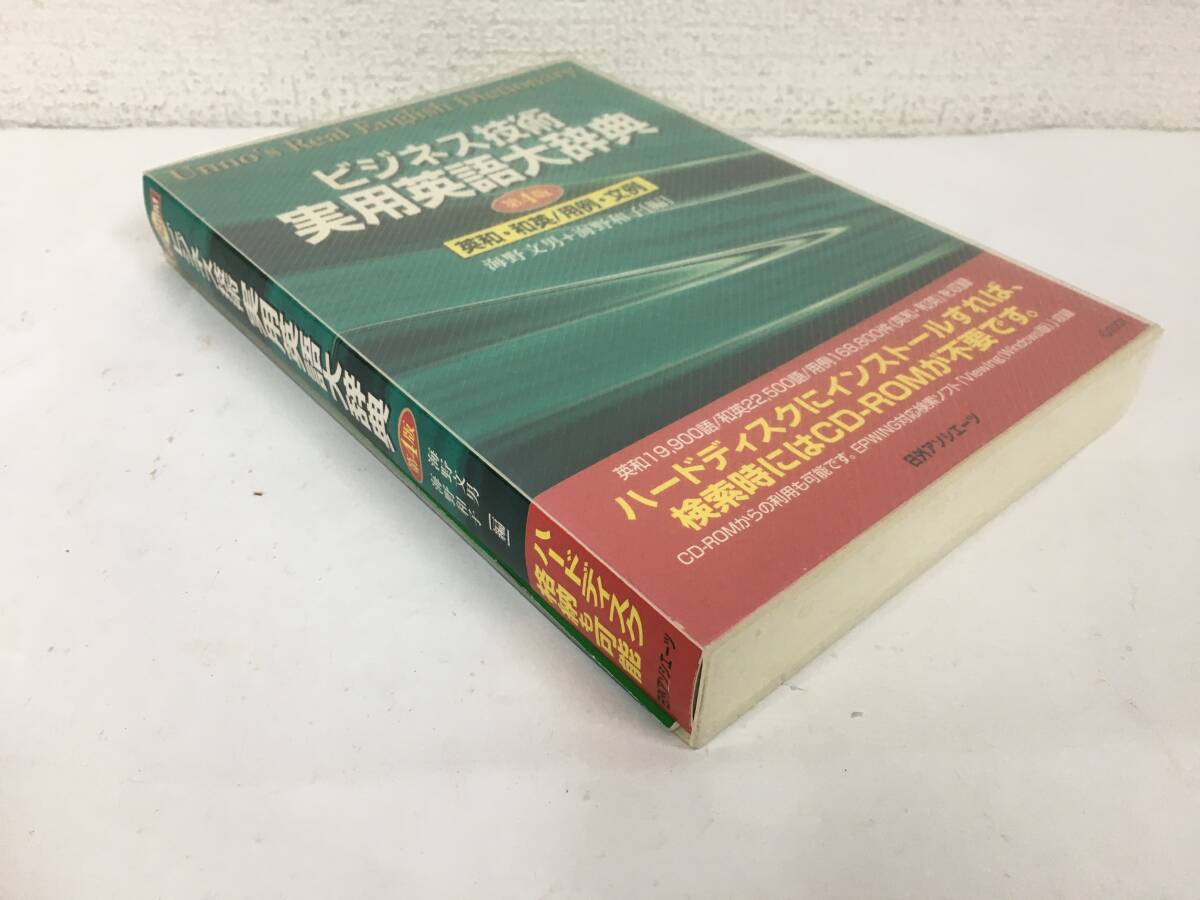 Unno's Real English Dictionary
ビジネス技術
実用英語大辞典
第4版
英和・和英/用例・文例
海野文男+海野和子[編]
英和19,900語/和英22,500語/用例168,800件(英和・和英)を収録
ハードディスクにインストールすれば、
検索時にはCD-ROMが不要です。
CD-ROMからの利用も可能です。EPWING対応検索ソフト「Viewing(Windows版)」収録
日外アソシエーツ
ビジネス技術 実用英語大辞典
第4版
海野文男
海野和子
[編]
ハードディスク
格納も可能
日外アソシエーツ